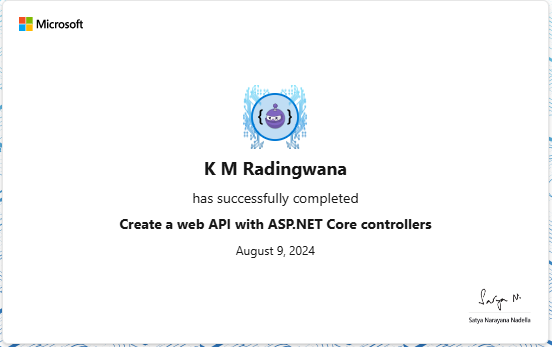 Microsoft
{ }
K M Radingwana
has successfully completed
Create a web API with ASP.NET Core controllers
August 9, 2024
Satya N.
Satya Narayana Nadella